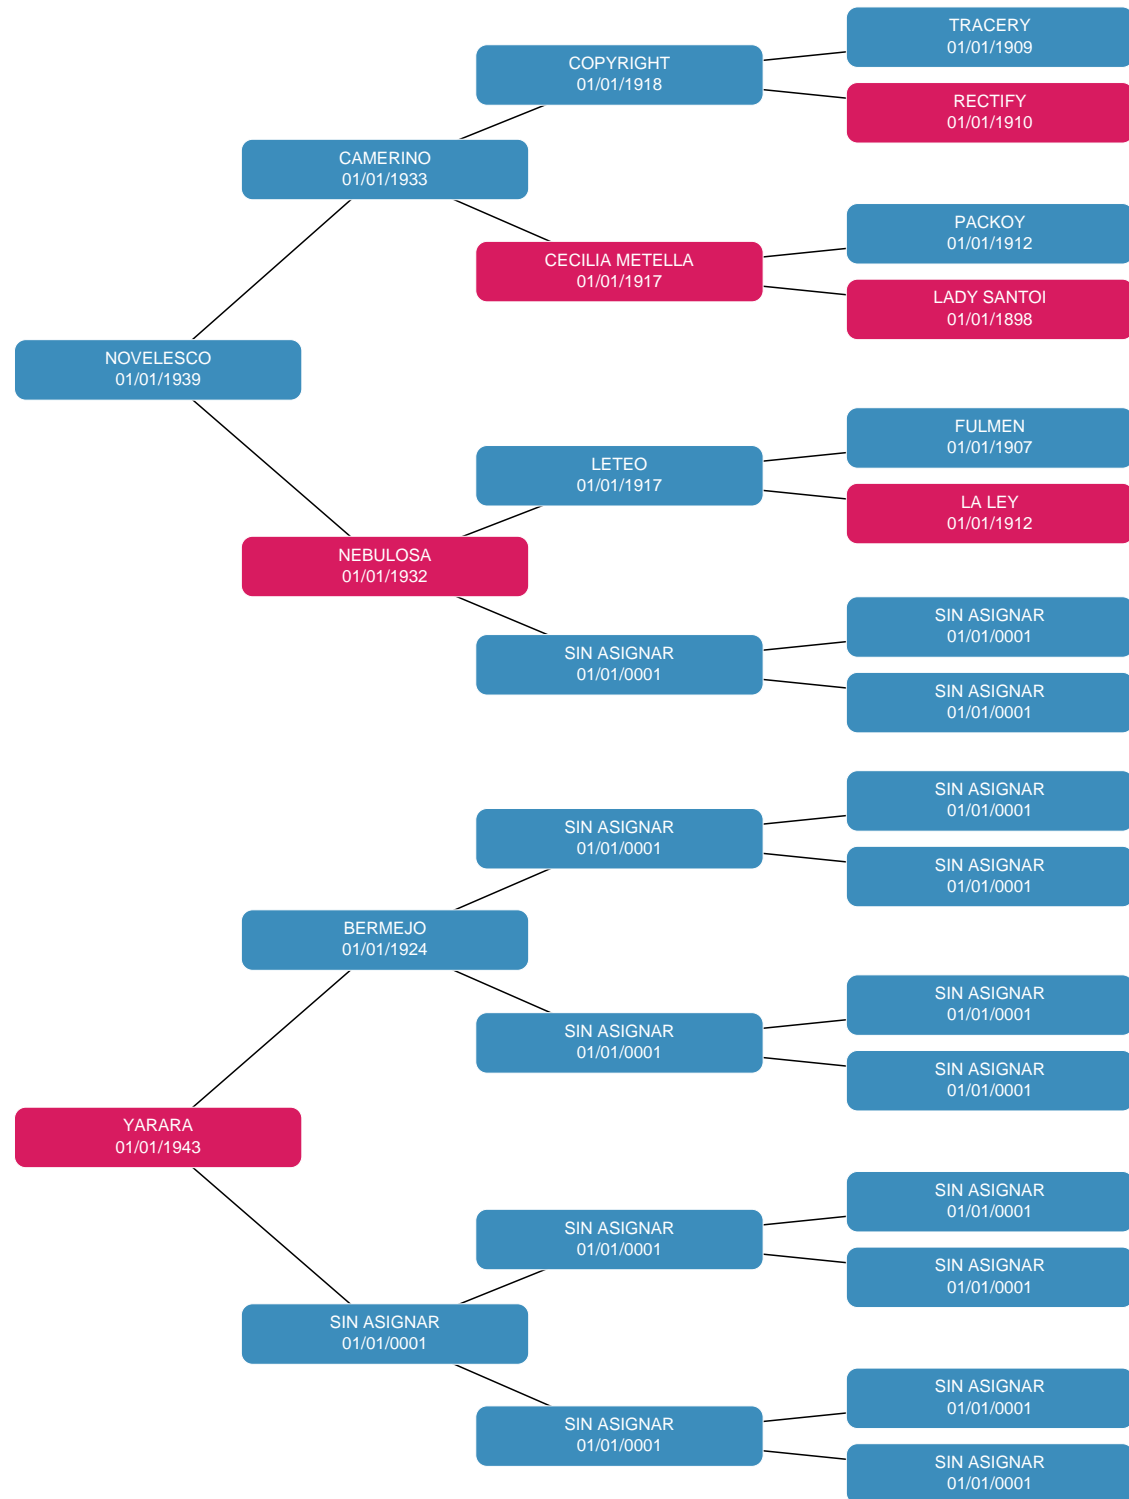 TRACERY
01/01/1909
COPYRIGHT
01/01/1918
RECTIFY
01/01/1910
CAMERINO
01/01/1933
PACKOY
01/01/1912
CECILIA METELLA
01/01/1917
LADY SANTOI
01/01/1898
NOVELESCO
01/01/1939
FULMEN
01/01/1907
LETEO
01/01/1917
LA LEY
01/01/1912
NEBULOSA
01/01/1932
SIN ASIGNAR
01/01/0001
SIN ASIGNAR
01/01/0001
SIN ASIGNAR
01/01/0001
SIN ASIGNAR
01/01/0001
SIN ASIGNAR
01/01/0001
SIN ASIGNAR
01/01/0001
BERMEJO
01/01/1924
SIN ASIGNAR
01/01/0001
SIN ASIGNAR
01/01/0001
SIN ASIGNAR
01/01/0001
YARARA
01/01/1943
SIN ASIGNAR
01/01/0001
SIN ASIGNAR
01/01/0001
SIN ASIGNAR
01/01/0001
SIN ASIGNAR
01/01/0001
SIN ASIGNAR
01/01/0001
SIN ASIGNAR
01/01/0001
SIN ASIGNAR
01/01/0001